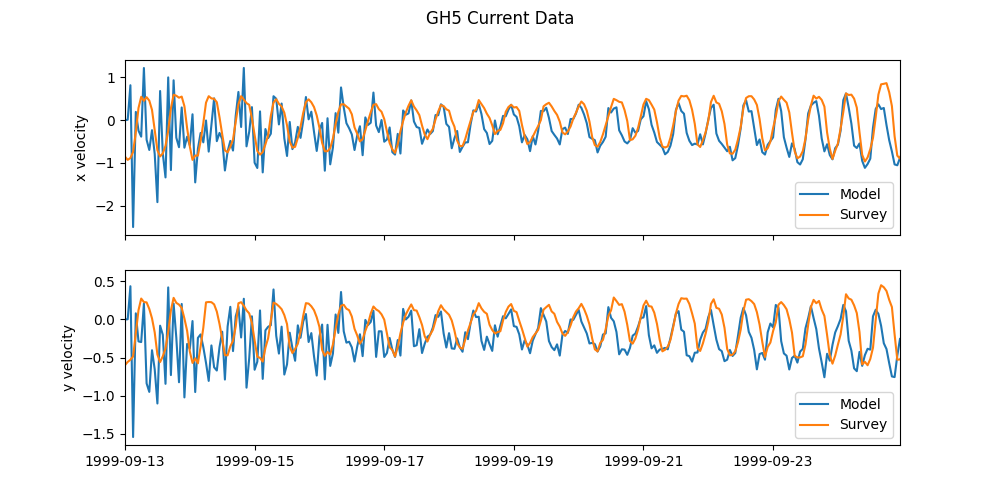 GH5 Current Data
x velocity
1
0
−1
−2
Model
Survey
y velocity
0.5
0.0
−0.5
−1.0
−1.5
Model
Survey
1999-09-13 1999-09-15 1999-09-17 1999-09-19 1999-09-21 1999-09-23